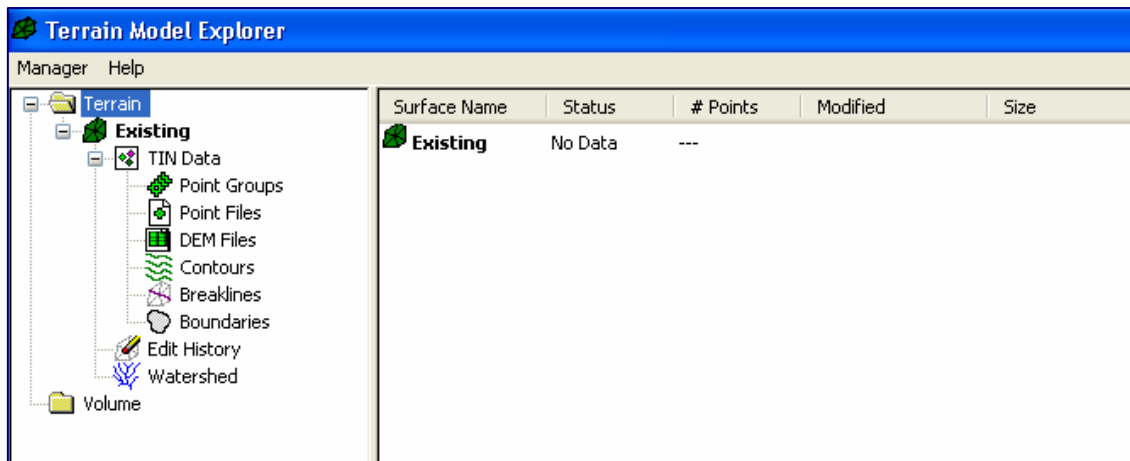 Terrain Model Explorer
Manager Help
Terrain
Existing
TIN Data
Point Groups
Point Files
DEM Files
Contours
Breaklines
Boundaries
Edit History
Watershed
Volume
Surface Name Status # Points Modified Size
Existing No Data ---